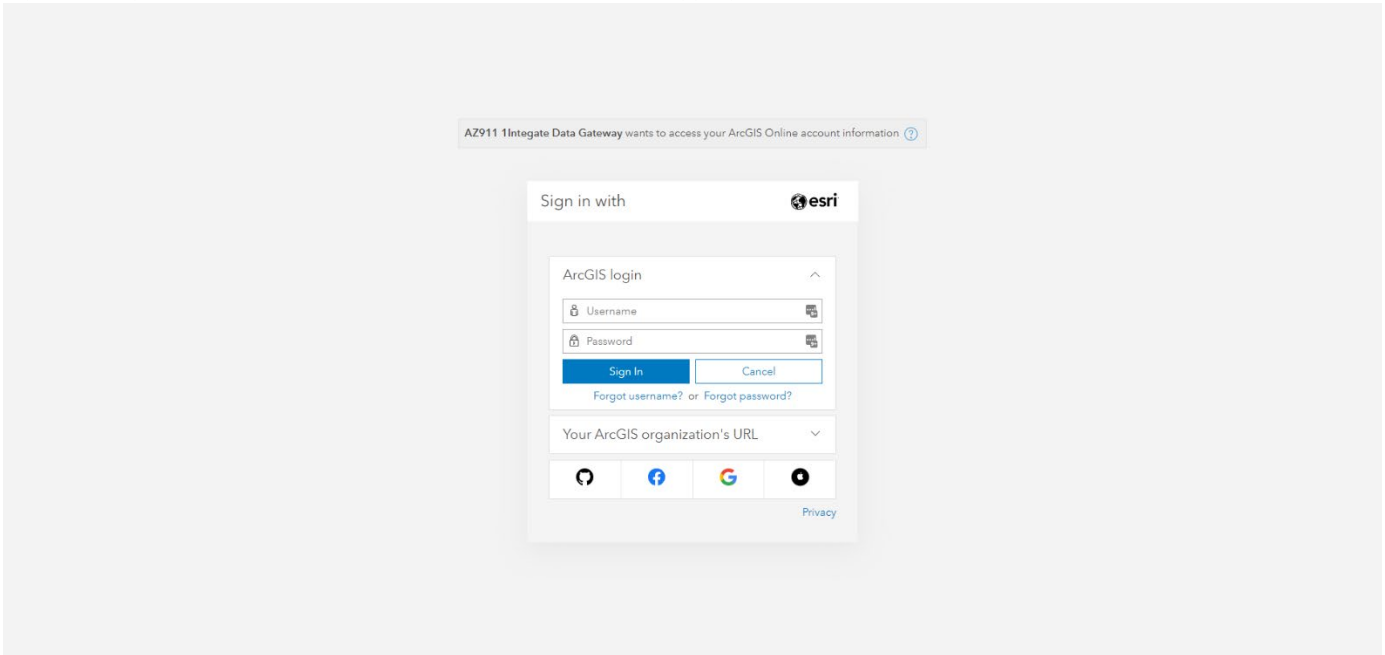 AZ911 1Integate Data Gateway wants to access your ArcGIS Online account information ?
Sign in with esri
ArcGIS login
Username
Password
Sign In Cancel
Forgot username? or Forgot password?
Your ArcGIS organization's URL
Privacy